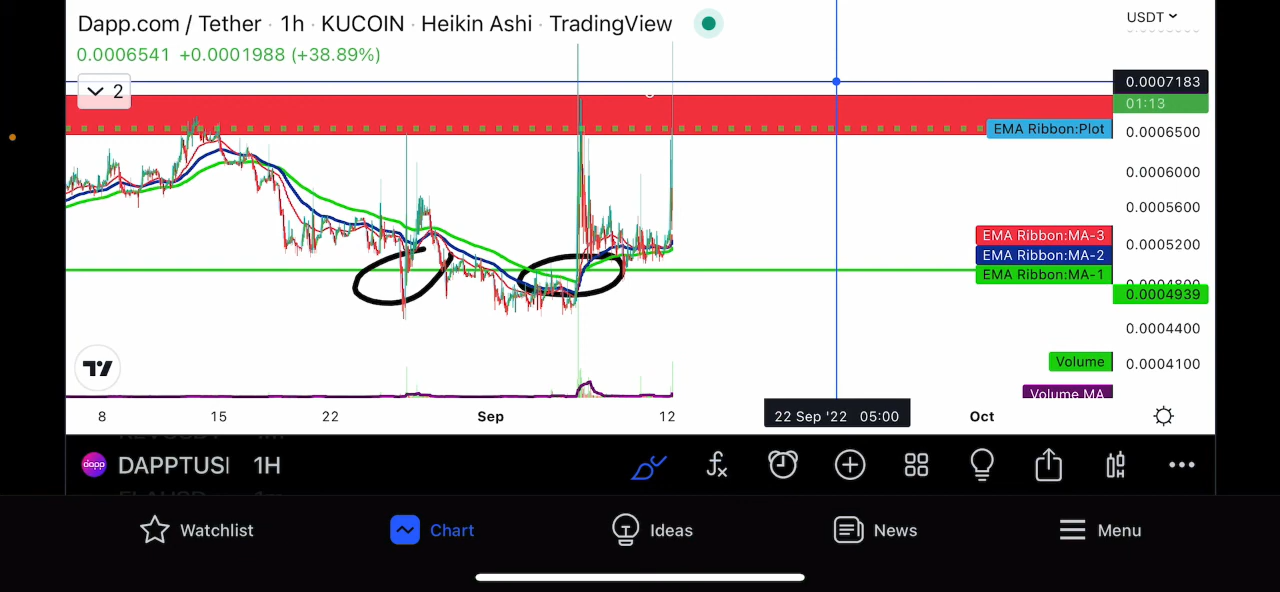 Dapp.com / Tether · 1h · KUCOIN · Heikin Ashi · TradingView
USDT
0.0006541 +0.0001988 (+38.89%)
2
0.0007183
01:13
EMA Ribbon:Plot
0.0006500
0.0006000
0.0005600
EMA Ribbon:MA-3
0.0005200
EMA Ribbon:MA-2
EMA Ribbon:MA-1
0.0004800
0.0004939
0.0004400
Volume
0.0004100
Volume MA
8 15 22 Sep 12 22 Sep '22 05:00 Oct
dapp DAPPTUSI 1H
Watchlist Chart Ideas News Menu